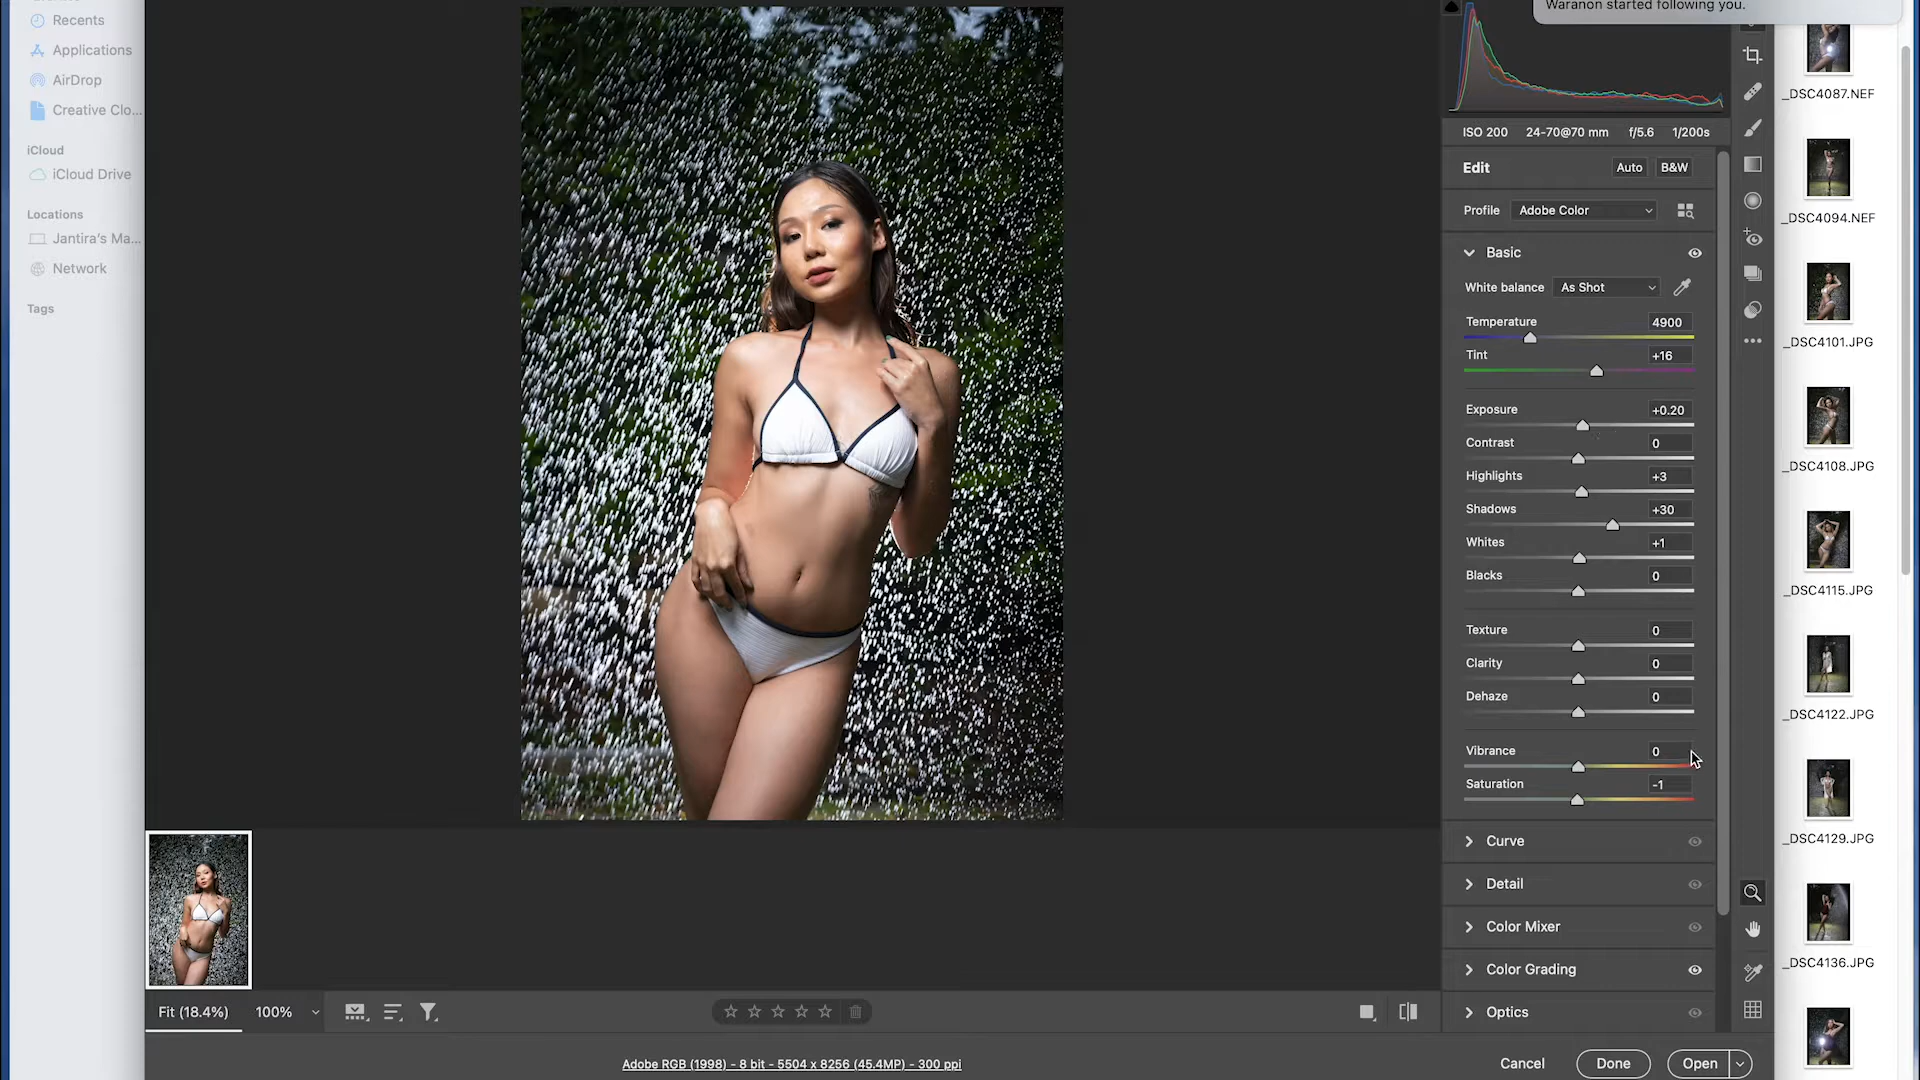 Recents
Applications
AirDrop
Creative Clo...
iCloud
iCloud Drive
Locations
Jantira's Ma...
Network
Tags
Waranon started following you.
ISO 200 24-70@70 mm f/5.6 1/200s
Edit Auto B&W
Profile Adobe Color
Basic
White balance As Shot
Temperature 4900
Tint +16
Exposure +0.20
Contrast 0
Highlights +3
Shadows +30
Whites +1
Blacks 0
Texture 0
Clarity 0
Dehaze 0
Vibrance 0
Saturation -1
Curve
Detail
Color Mixer
Color Grading
Optics
_DSC4087.NEF
_DSC4094.NEF
_DSC4101.JPG
_DSC4108.JPG
_DSC4115.JPG
_DSC4122.JPG
_DSC4129.JPG
_DSC4136.JPG
Fit (18.4%) 100%
Adobe RGB (1998) - 8 bit - 5504 x 8256 (45.4MP) - 300 ppi
Cancel Done Open